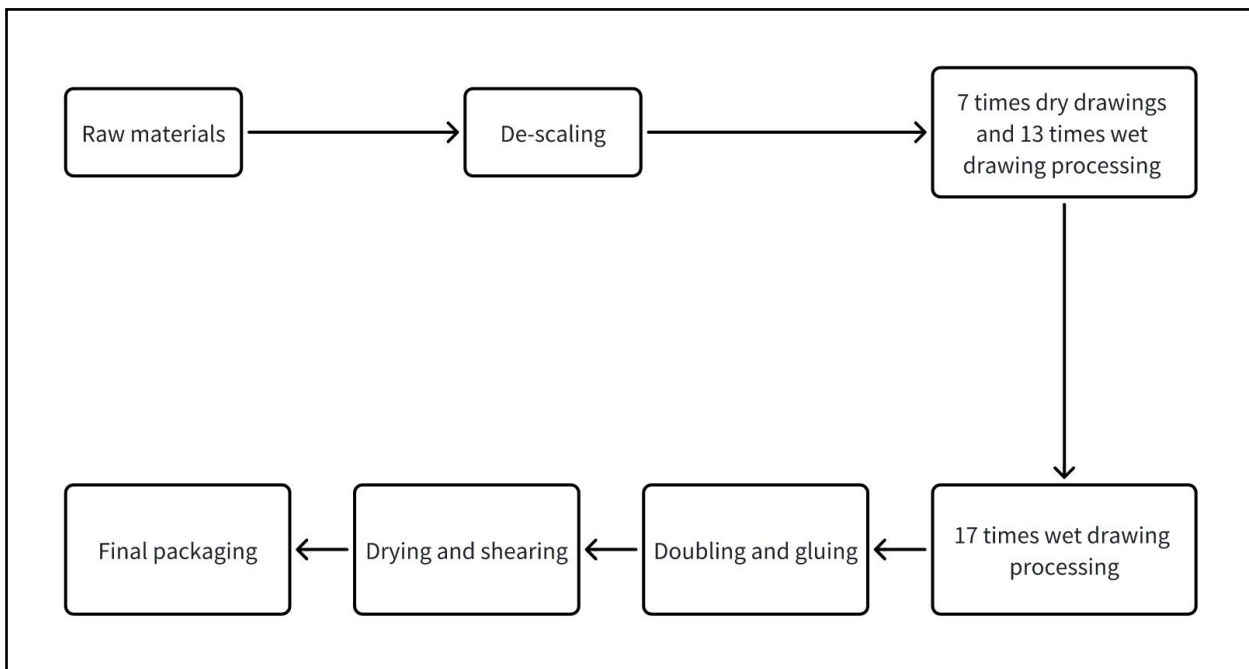 Raw materials
De-scaling
7 times dry drawings
and 13 times wet
drawing processing
17 times wet drawing
processing
Doubling and gluing
Drying and shearing
Final packaging